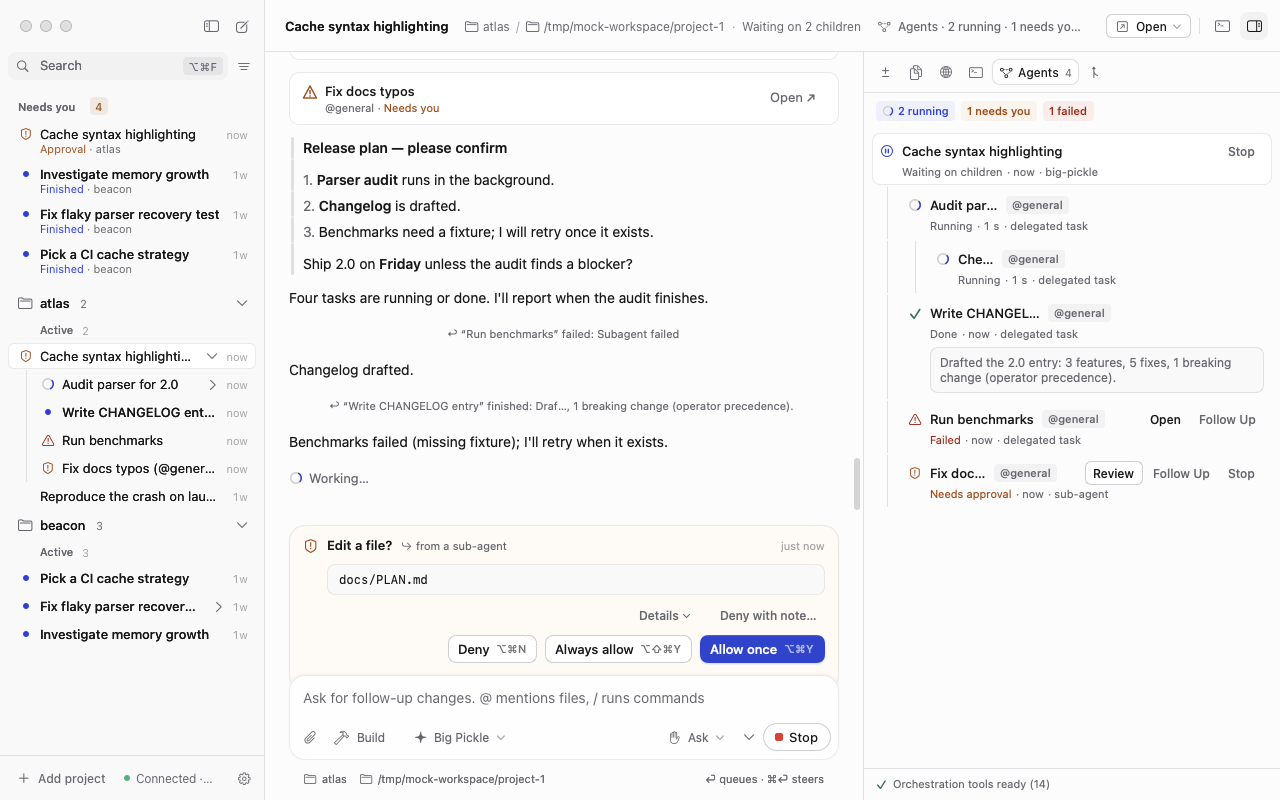 Search ⌥⌘F
Needs you 4
Cache syntax highlighting now
Approval · atlas
Investigate memory growth 1w
Finished · beacon
Fix flaky parser recovery test 1w
Finished · beacon
Pick a CI cache strategy 1w
Finished · beacon
atlas 2
Active 2
Cache syntax highlighti... now
Audit parser for 2.0 now
Write CHANGELOG ent... now
Run benchmarks now
Fix docs typos (@gener... now
Reproduce the crash on lau... 1w
beacon 3
Active 3
Pick a CI cache strategy 1w
Fix flaky parser recover... 1w
Investigate memory growth 1w
Add project Connected ·...
Cache syntax highlighting atlas / /tmp/mock-workspace/project-1 · Waiting on 2 children Agents · 2 running · 1 needs yo... Open
Fix docs typos
@general · Needs you
Open ↗
Release plan — please confirm
1. Parser audit runs in the background.
2. Changelog is drafted.
3. Benchmarks need a fixture; I will retry once it exists.
Ship 2.0 on Friday unless the audit finds a blocker?
Four tasks are running or done. I'll report when the audit finishes.
↩ “Run benchmarks” failed: Subagent failed
Changelog drafted.
↩ “Write CHANGELOG entry” finished: Draf..., 1 breaking change (operator precedence).
Benchmarks failed (missing fixture); I'll retry when it exists.
Working...
Edit a file? ↪ from a sub-agent just now
docs/PLAN.md
Details Deny with note...
Deny ⌥⌘N Always allow ⌥⇧⌘Y Allow once ⌥⌘Y
Ask for follow-up changes. @ mentions files, / runs commands
Build Big Pickle Ask Stop
atlas /tmp/mock-workspace/project-1 ⏎ queues · ⌘⏎ steers
Agents 4
2 running 1 needs you 1 failed
Cache syntax highlighting Stop
Waiting on children · now · big-pickle
Audit par... @general
Running · 1 s · delegated task
Che... @general
Running · 1 s · delegated task
Write CHANGEL... @general
Done · now · delegated task
Drafted the 2.0 entry: 3 features, 5 fixes, 1 breaking
change (operator precedence).
Run benchmarks @general Open Follow Up
Failed · now · delegated task
Fix doc... @general Review Follow Up Stop
Needs approval · now · sub-agent
Orchestration tools ready (14)